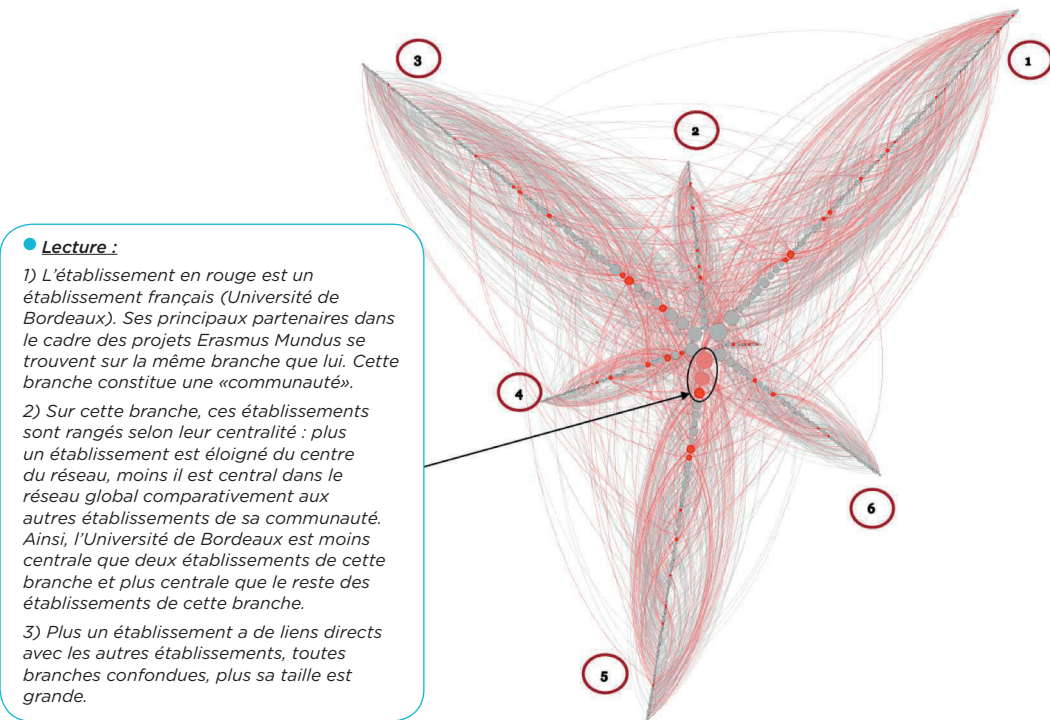 3
1
2
Lecture :
1) L'établissement en rouge est un
établissement français (Université de
Bordeaux). Ses principaux partenaires dans
le cadre des projets Erasmus Mundus se
trouvent sur la même branche que lui. Cette
branche constitue une «communauté».
2) Sur cette branche, ces établissements
sont rangés selon leur centralité : plus
un établissement est éloigné du centre
du réseau, moins il est central dans le
réseau global comparativement aux
autres établissements de sa communauté.
Ainsi, l'Université de Bordeaux est moins
centrale que deux établissements de cette
branche et plus centrale que le reste des
établissements de cette branche.
3) Plus un établissement a de liens directs
avec les autres établissements, toutes
branches confondues, plus sa taille est
grande.
4
6
5